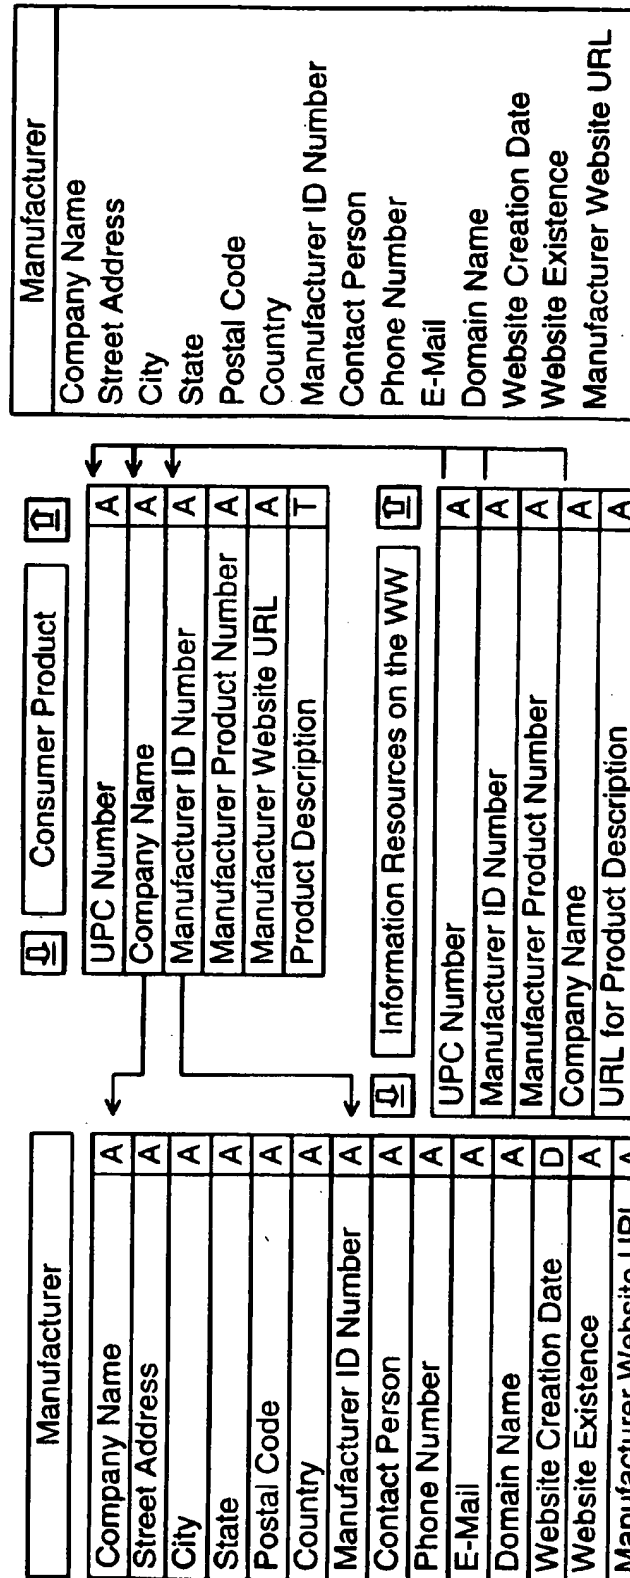 Manufacturer
Company Name A
Street Address A
City A
State A
Postal Code A
Country A
Manufacturer ID Number A
Contact Person A
Phone Number A
E-Mail A
Domain Name A
Website Creation Date D
Website Existence A
Manufacturer Website URL A
Consumer Product
UPC Number A
Company Name A
Manufacturer ID Number A
Manufacturer Product Number A
Manufacturer Website URL A
Product Description T
Information Resources on the WW
UPC Number A
Manufacturer ID Number A
Manufacturer Product Number A
Company Name A
URL for Product Description A
Manufacturer
Company Name
Street Address
City
State
Postal Code
Country
Manufacturer ID Number
Contact Person
Phone Number
E-Mail
Domain Name
Website Creation Date
Website Existence
Manufacturer Website URL